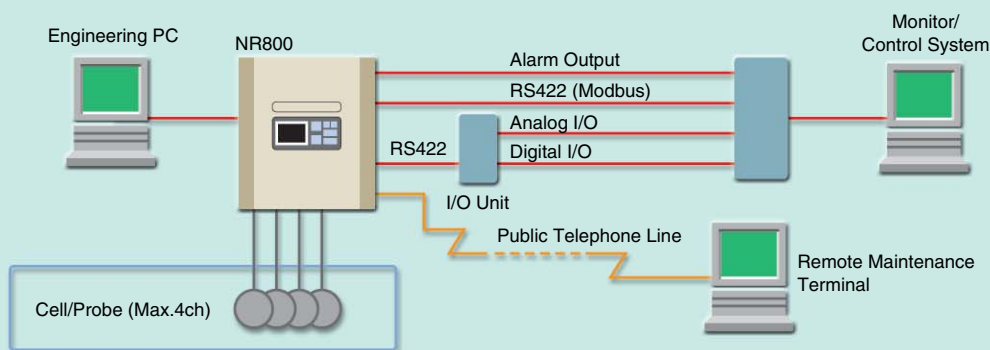 Engineering PC
NR800
Monitor/
Control System
Alarm Output
RS422 (Modbus)
Analog I/O
RS422
Digital I/O
I/O Unit
Public Telephone Line
Remote Maintenance
Terminal
Cell/Probe (Max.4ch)